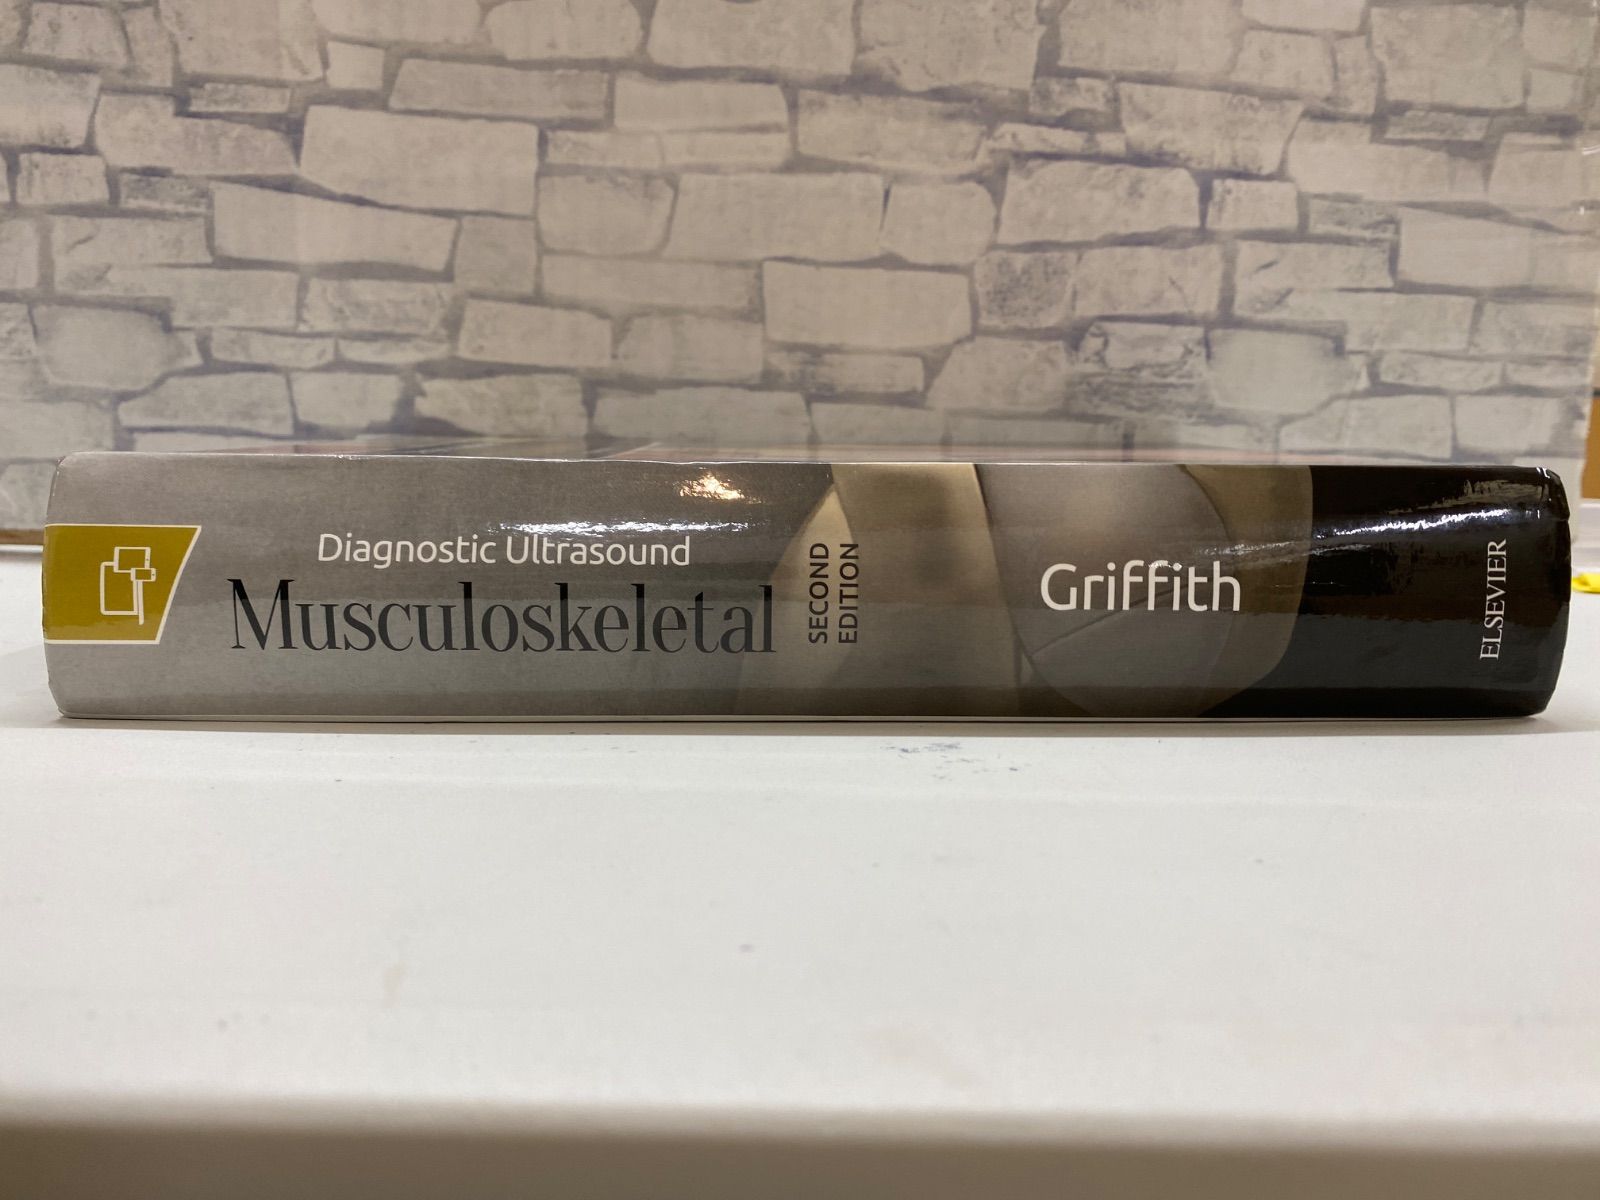 Diagnostic Ultrasound
Musculoskeletal
SECOND
EDITION
Griffith
ELSEVIER